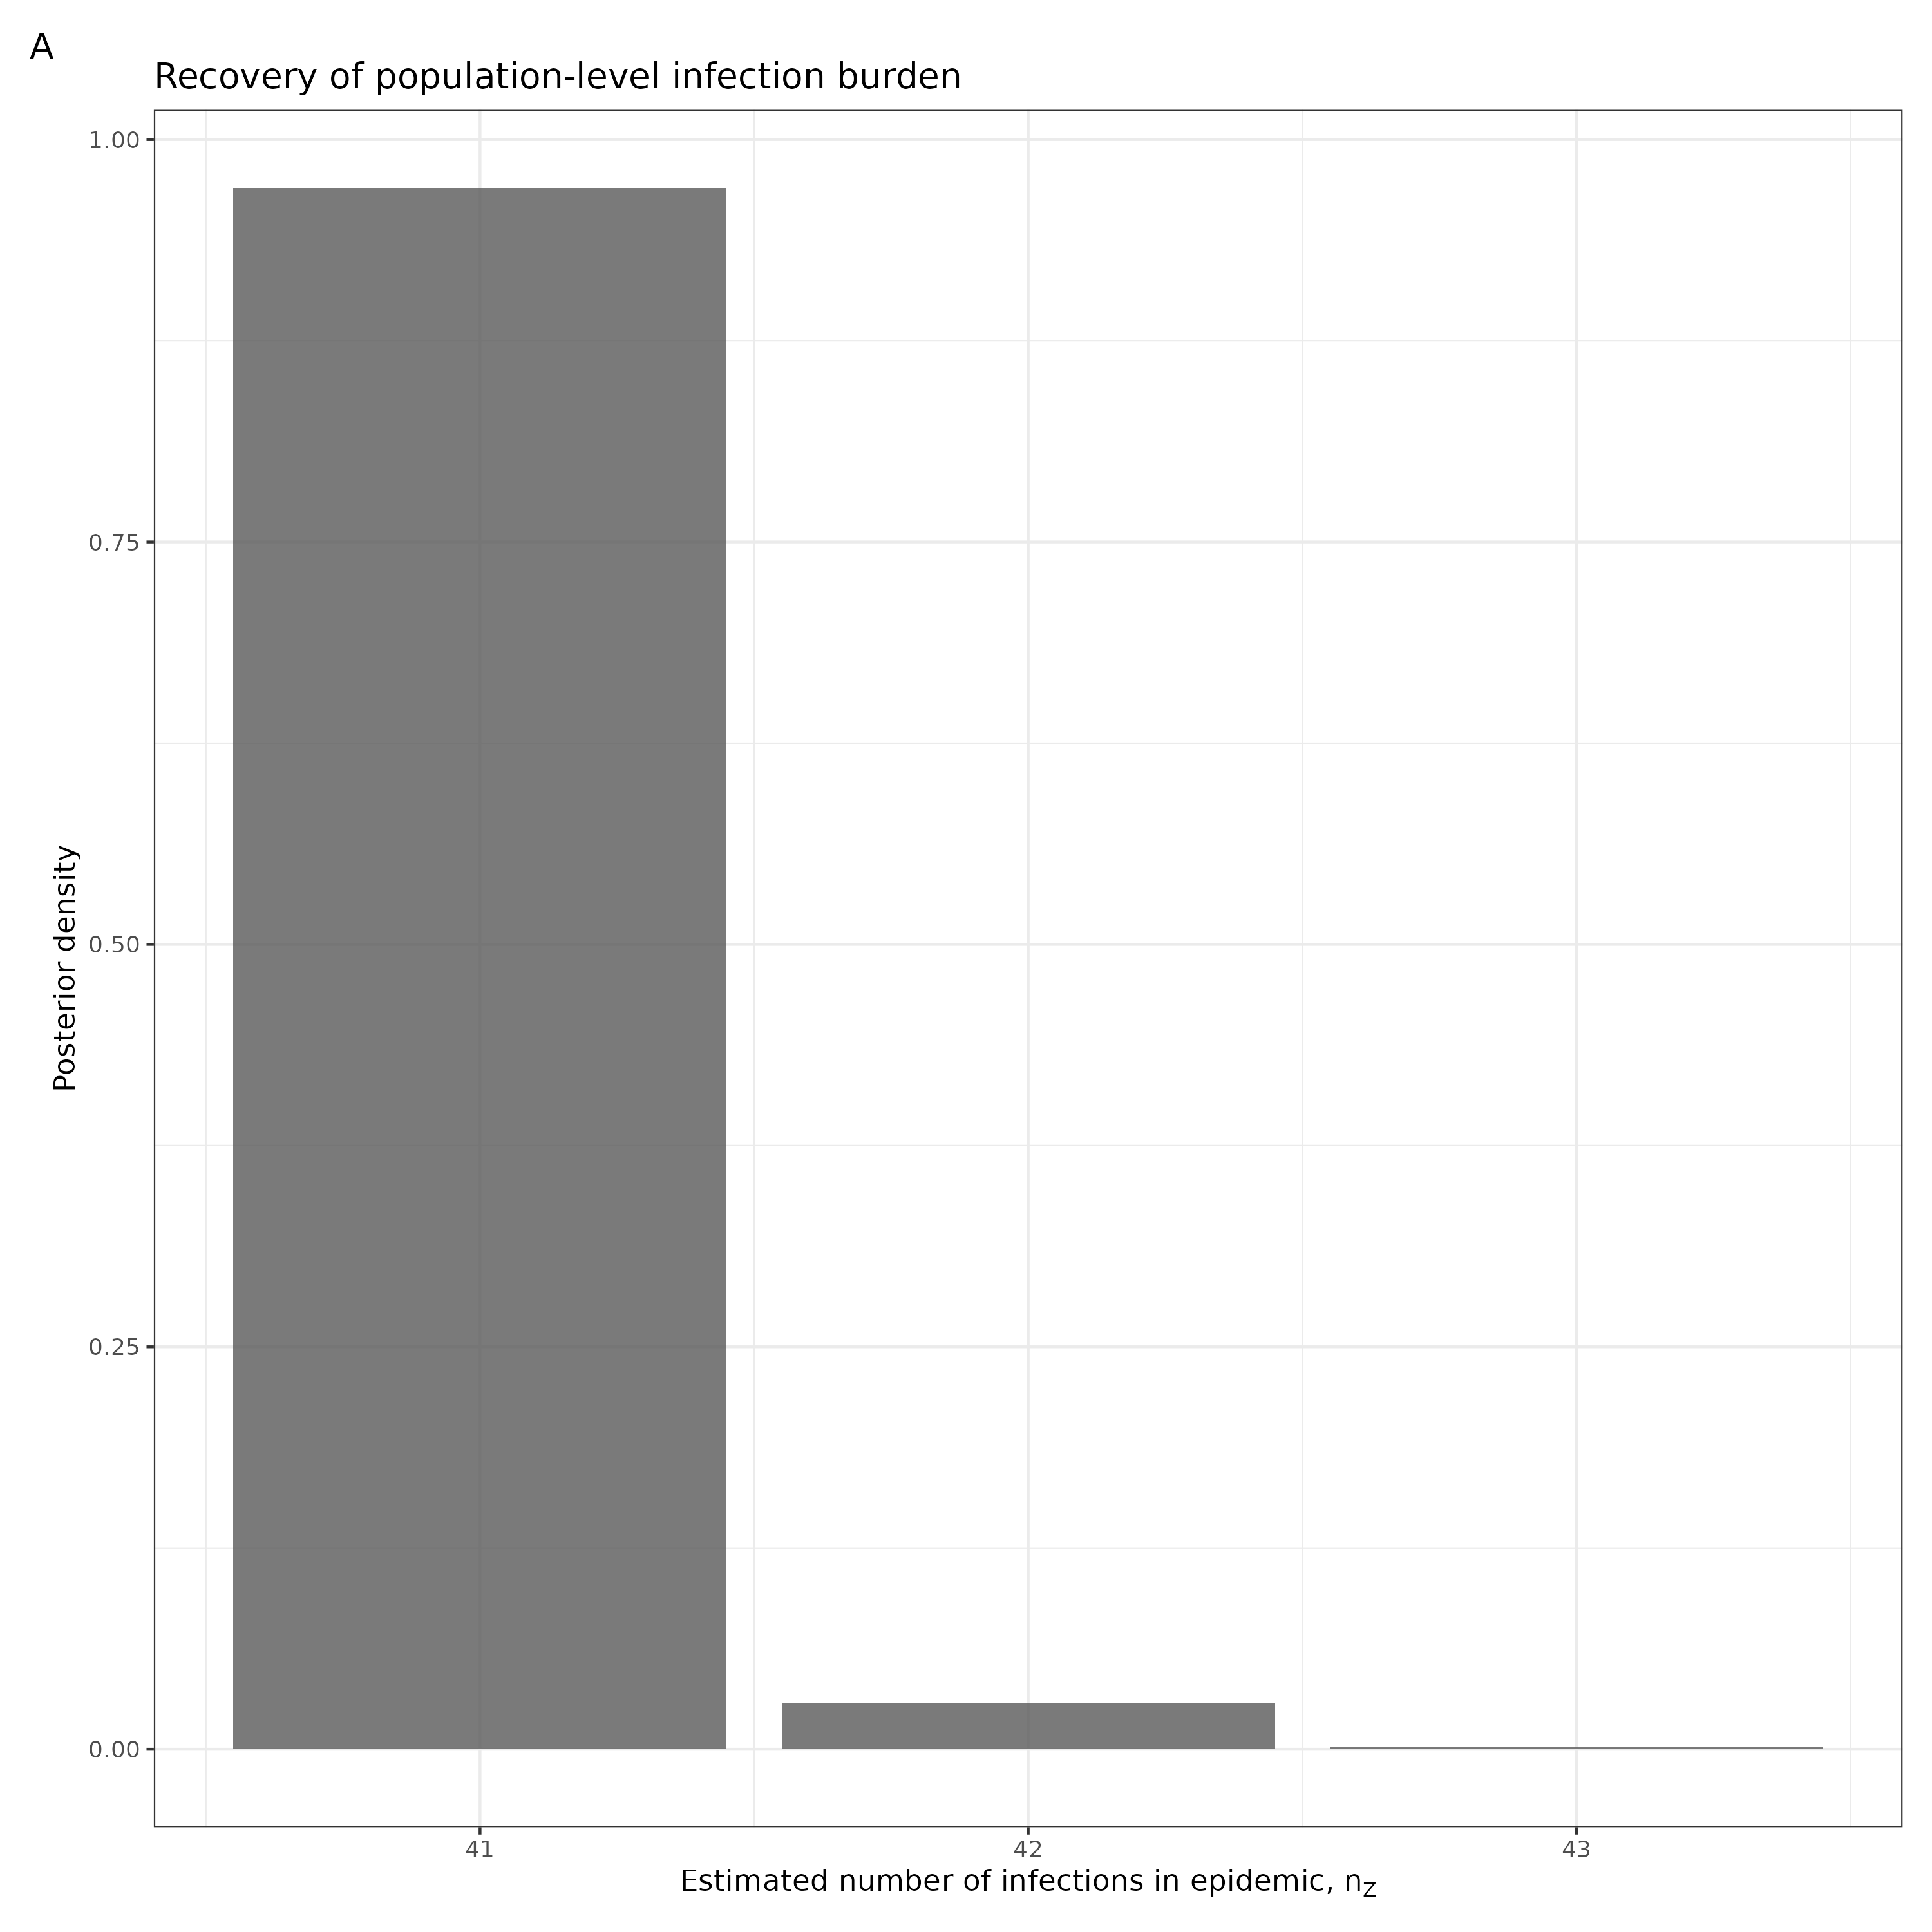 A
Recovery of population-level infection burden
1.00
0.75
0.50
0.25
0.00
Posterior density
41
42
43
Estimated number of infections in epidemic, nZ